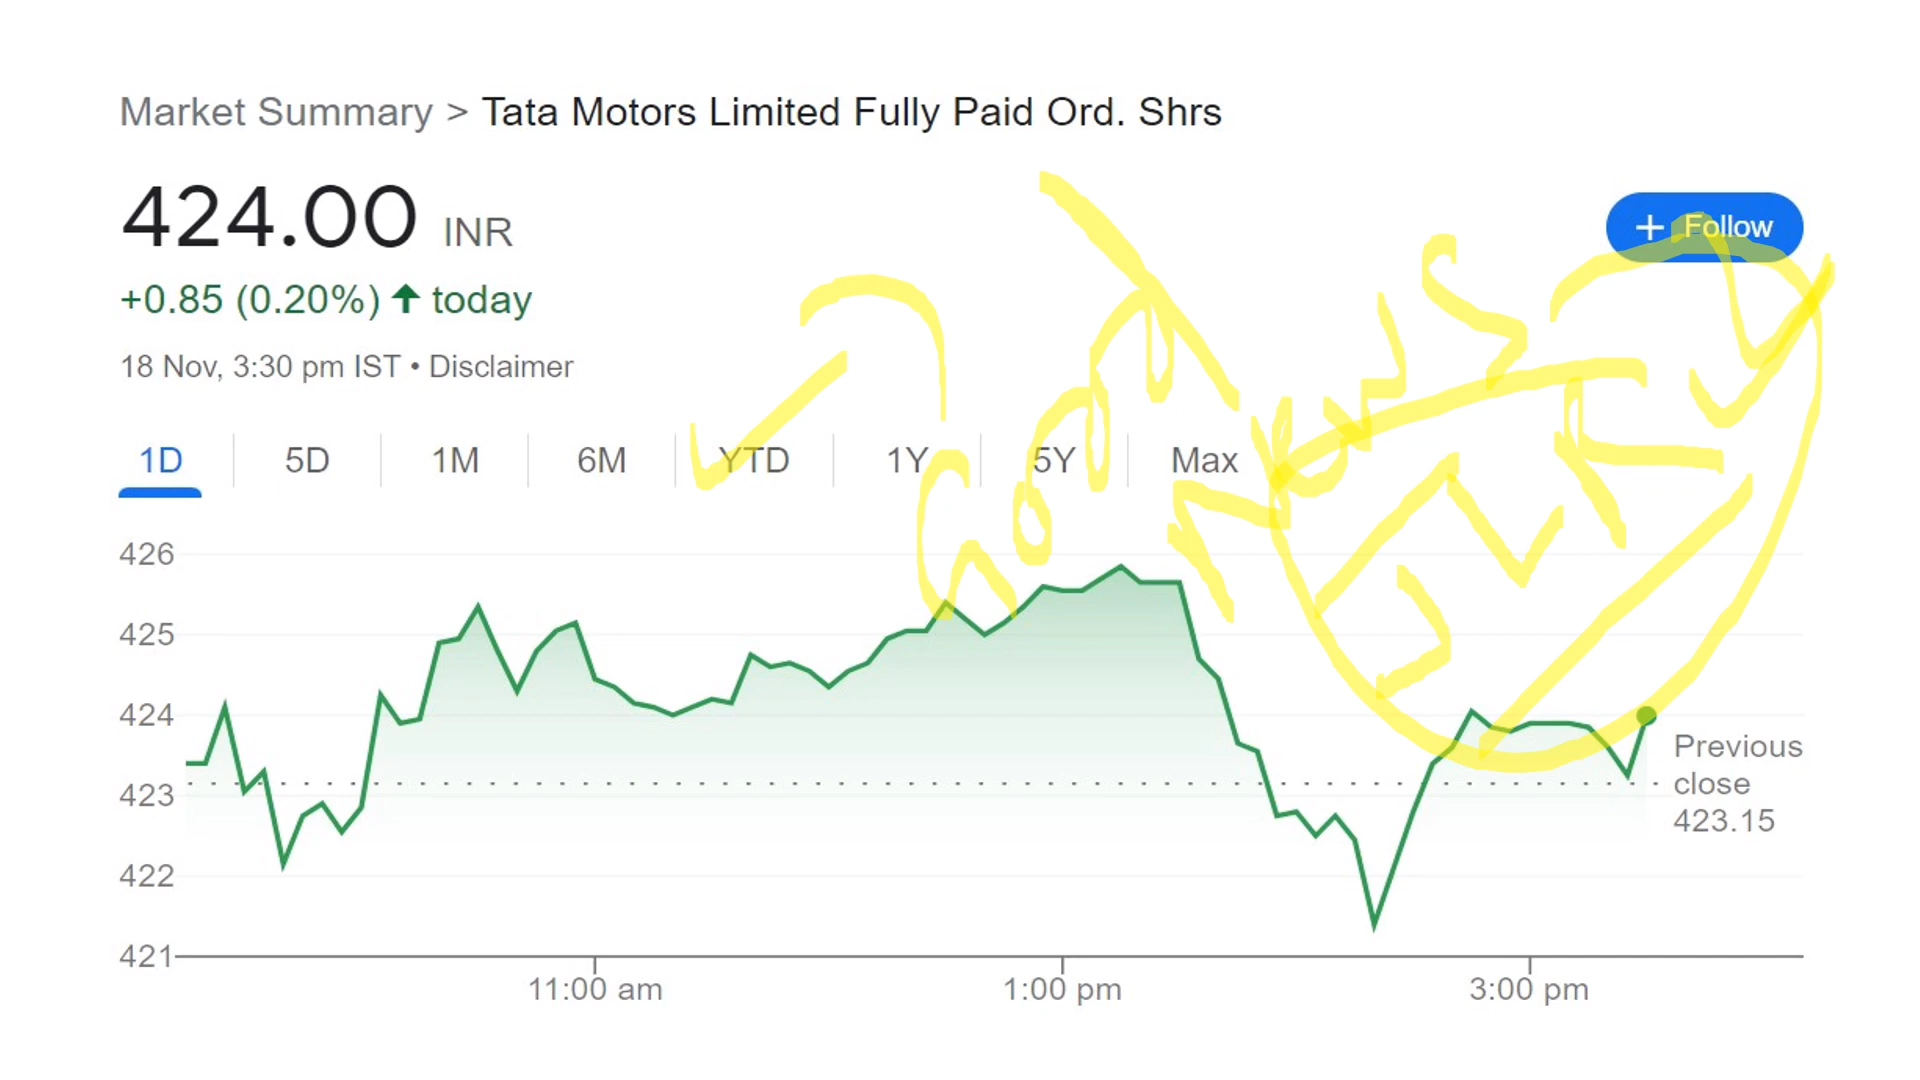 Market Summary > Tata Motors Limited Fully Paid Ord. Shrs
424.00 INR
+ Follow
+0.85 (0.20%) ↑ today
18 Nov, 3:30 pm IST • Disclaimer
1D 5D 1M 6M YTD 1Y 5Y Max
GOOD
NEWS
426
425
424
423
422
421
Previous
close
423.15
11:00 am 1:00 pm 3:00 pm